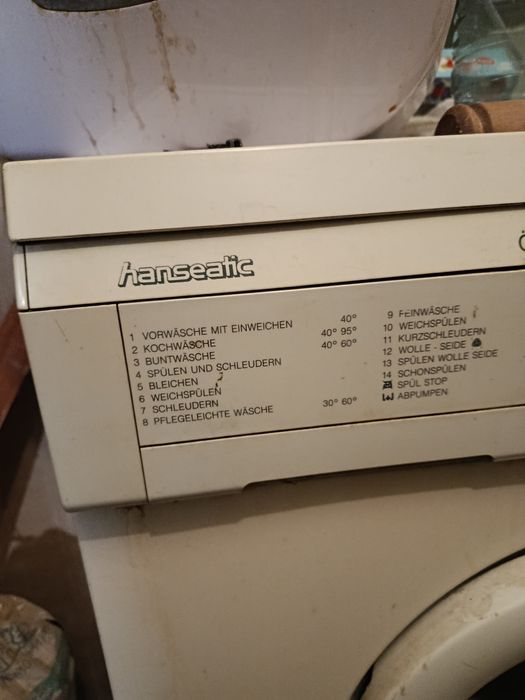 hanseatic
1 VORWÄSCHE MIT EINWEICHEN 40°
2 KOCHWÄSCHE 40° 95°
3 BUNTWÄSCHE 40° 60°
4 SPÜLEN UND SCHLEUDERN
5 BLEICHEN
6 WEICHSPÜLEN
7 SCHLEUDERN
8 PFLEGELEICHTE WÄSCHE 30° 60°
9 FEINWÄSCHE
10 WEICHSPÜLEN
11 KURZSCHLEUDERN
12 WOLLE - SEIDE
13 SPÜLEN WOLLE SEIDE
14 SCHONSPÜLEN
SPÜL STOP
ABPUMPEN